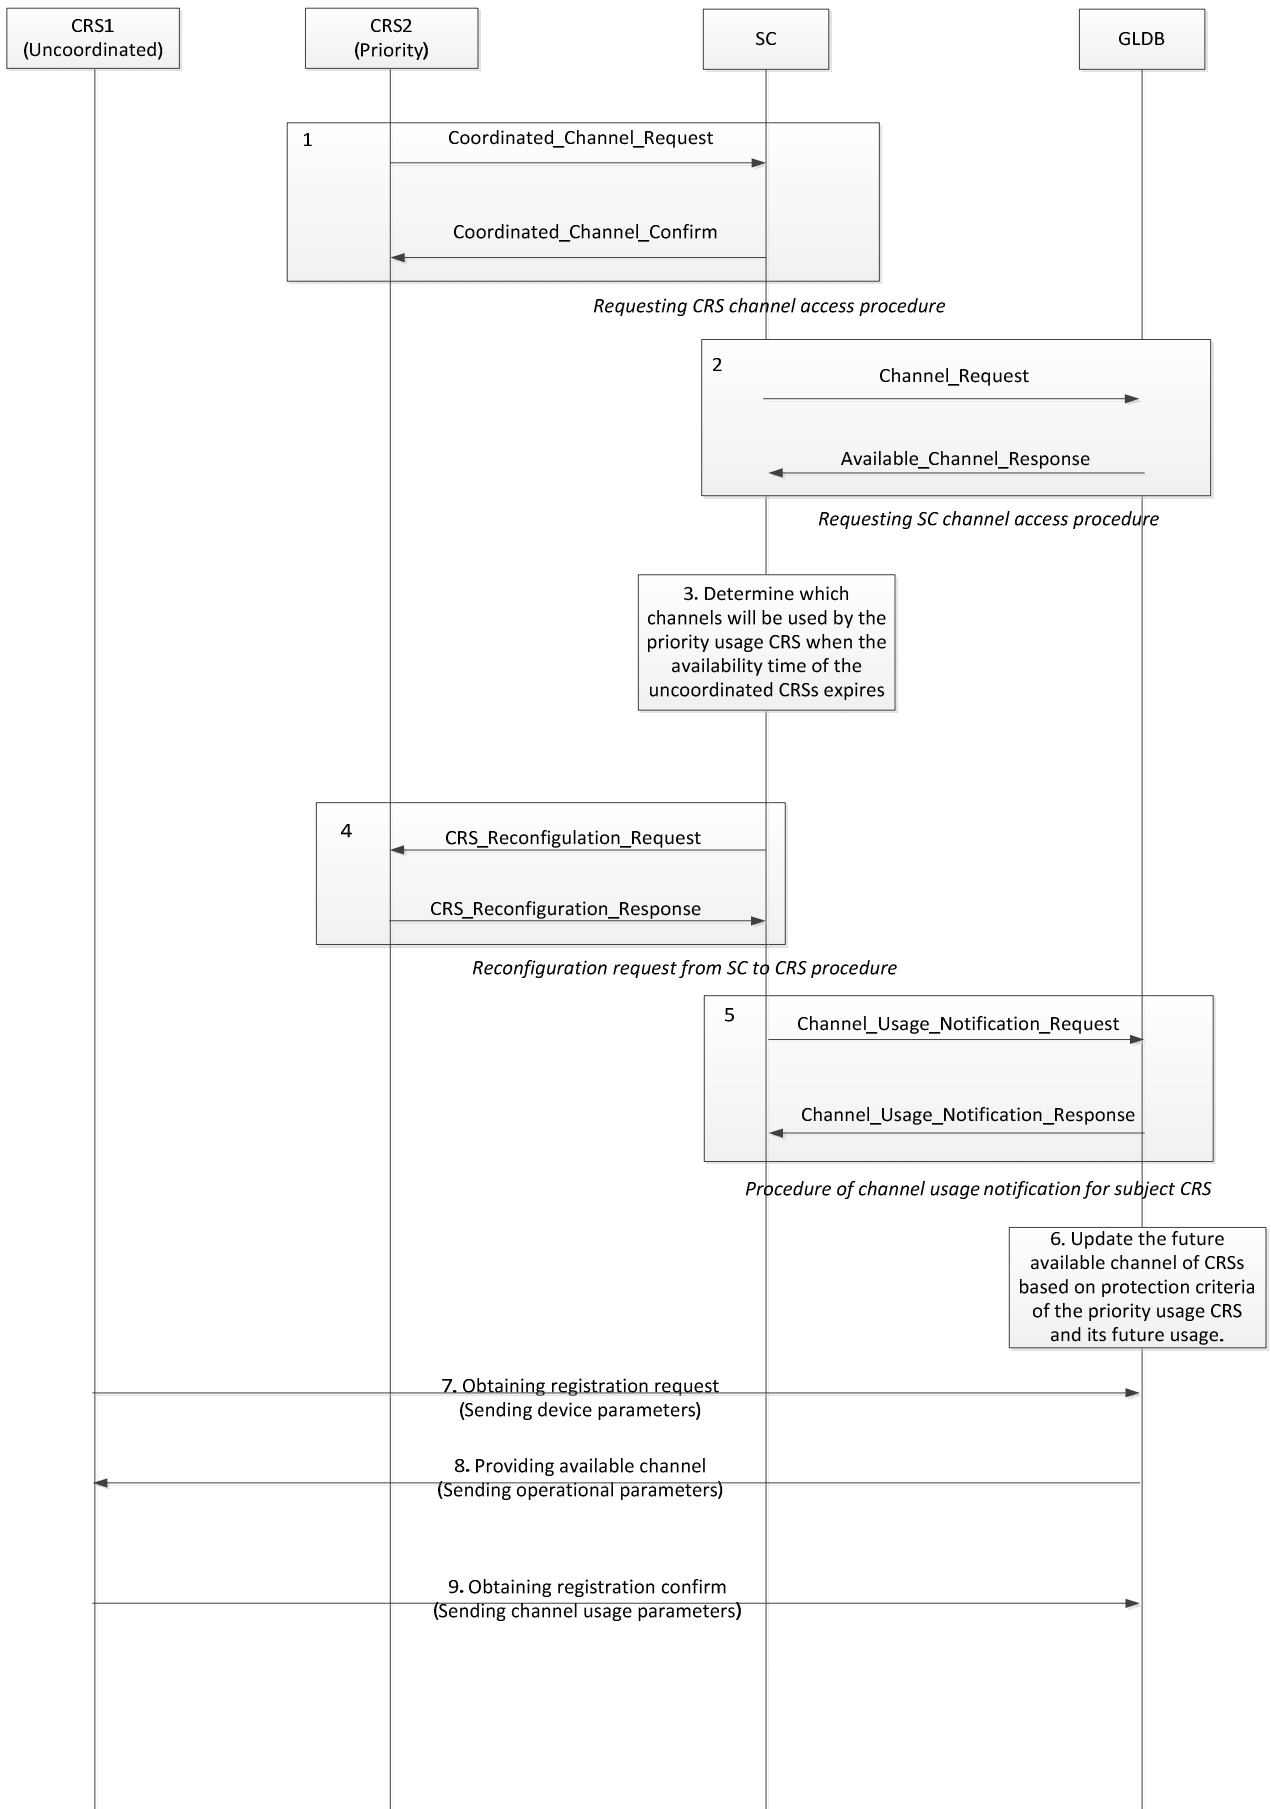 CRS1
(Uncoordinated)
CRS2
(Priority)
SC
GLDB
1
Coordinated_Channel_Request
Coordinated_Channel_Confirm
Requesting CRS channel access procedure
2
Channel_Request
Available_Channel_Response
Requesting SC channel access procedure
3. Determine which
channels will be used by the
priority usage CRS when the
availability time of the
uncoordinated CRSs expires
4
CRS_Reconfigulation_Request
CRS_Reconfiguration_Response
Reconfiguration request from SC to CRS procedure
5
Channel_Usage_Notification_Request
Channel_Usage_Notification_Response
Procedure of channel usage notification for subject CRS
6. Update the future
available channel of CRSs
based on protection criteria
of the priority usage CRS
and its future usage.
7. Obtaining registration request
(Sending device parameters)
8. Providing available channel
(Sending operational parameters)
9. Obtaining registration confirm
(Sending channel usage parameters)